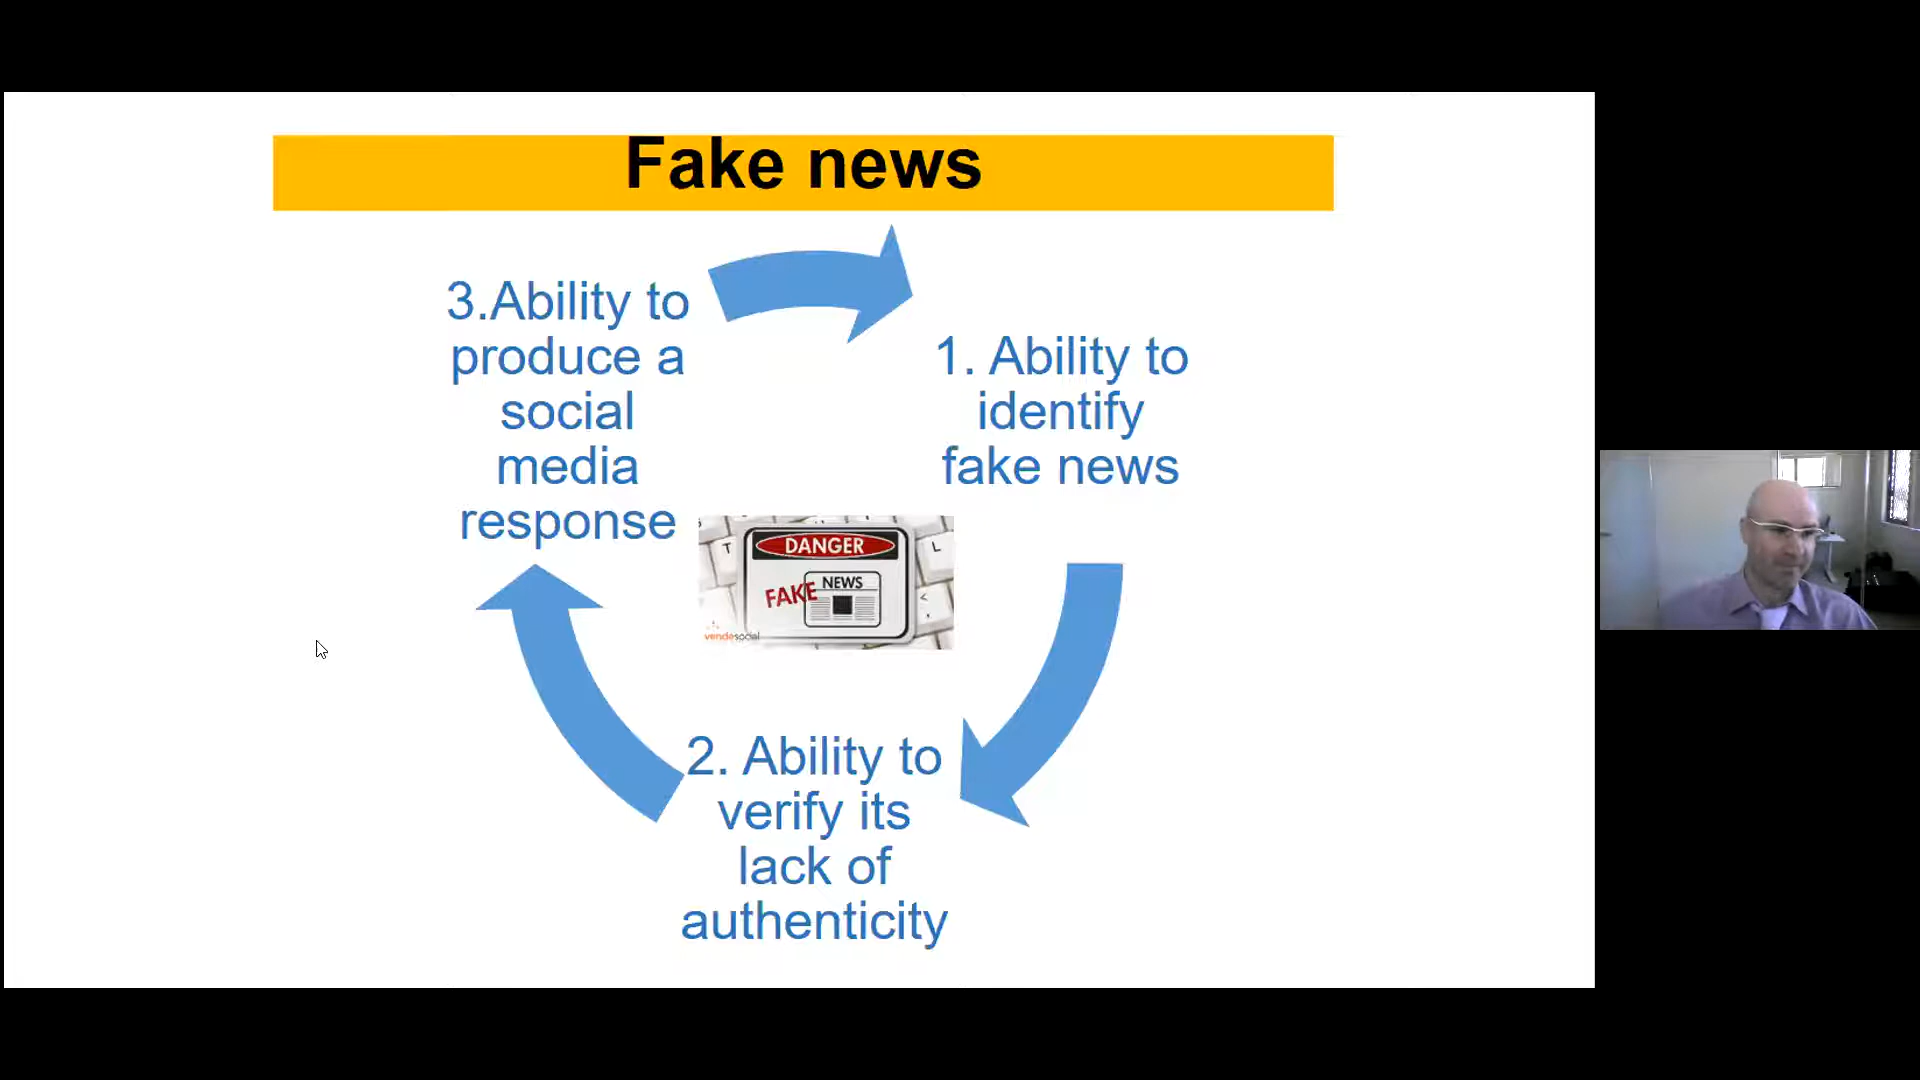 Fake news
3.Ability to
produce a
social
media
response
1. Ability to
identify
fake news
T
L
DANGER
FAKE
NEWS
<
vendesocial
2. Ability to
verify its
lack of
authenticity